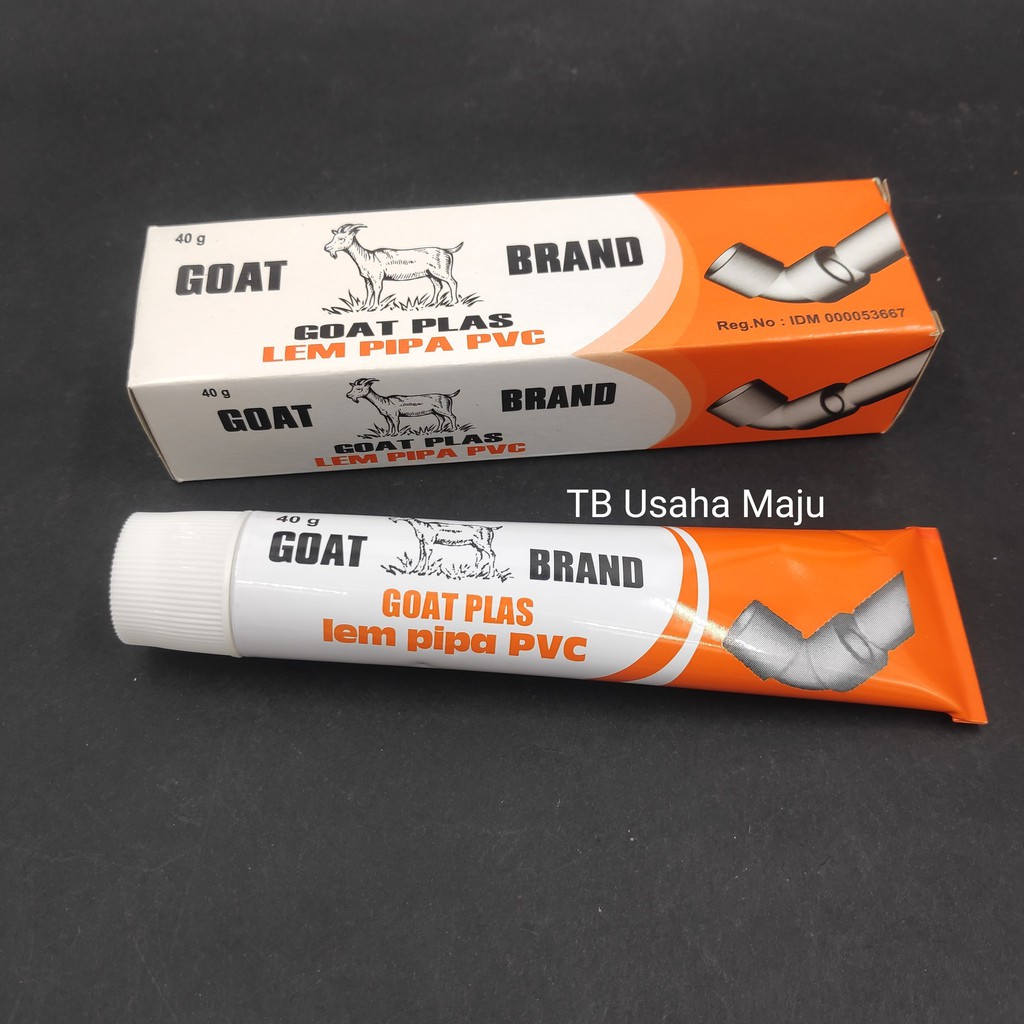 40 g
GOAT BRAND
GOAT PLAS
LEM PIPA PVC
Reg.No : IDM 000053667
40 g
GOAT BRAND
GOAT PLAS
LEM PIPA PVC
TB Usaha Maju
40 g
GOAT BRAND
GOAT PLAS
lem pipa PVC